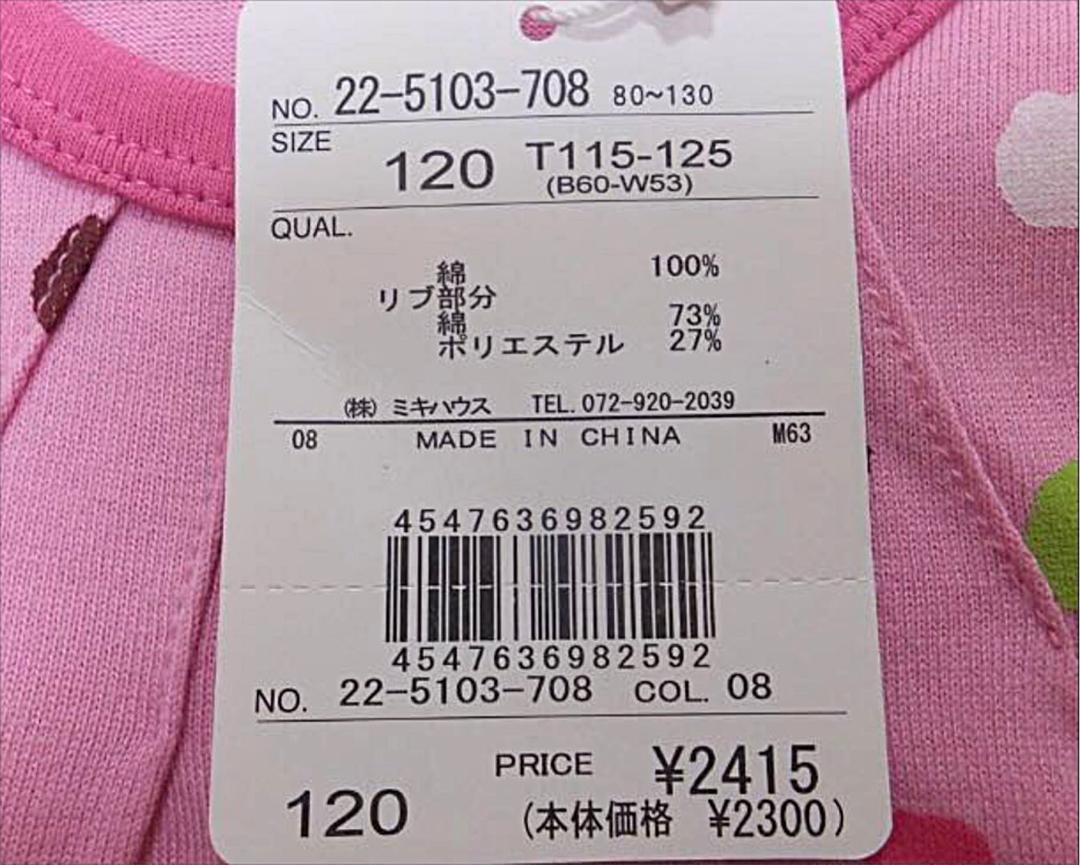 NO. 22-5103-708 80~130
SIZE
120 T115-125
(B60-W53)
QUAL.
綿 100%
リブ部分
綿 73%
ポリエステル 27%
㈱ ミキハウス TEL.072-920-2039
08 MADE IN CHINA M63
4547636982592
4547636982592
NO. 22-5103-708 COL. 08
PRICE ¥2415
120 (本体価格 ¥2300)